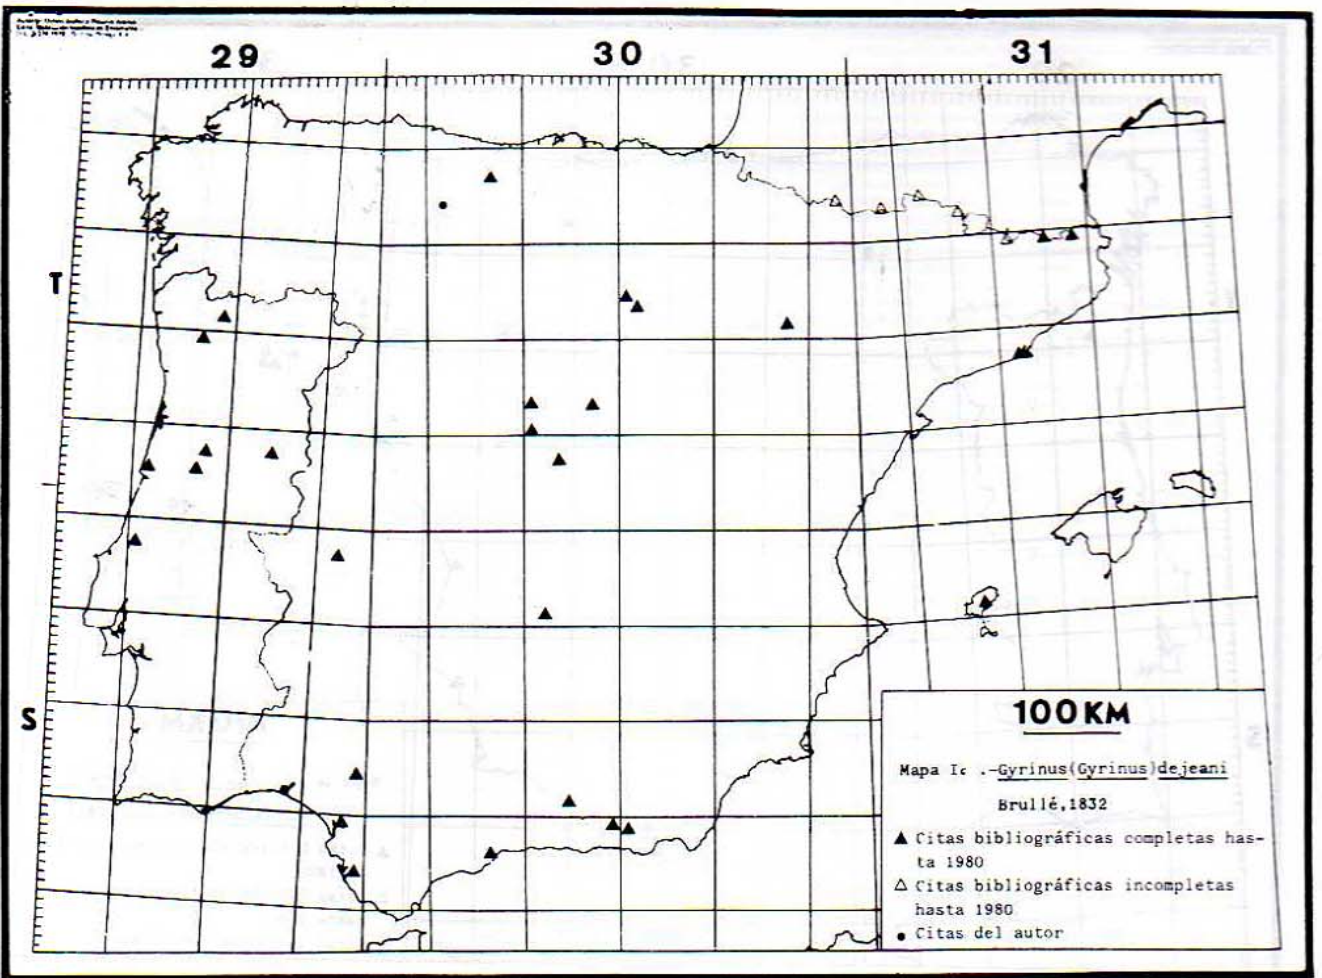 29 30 31
T
S
100KM
Mapa I: .-Gyrinus(Gyrinus)dejeani
Brullé,1832
▲ Citas bibliográficas completas has-
ta 1980
△ Citas bibliográficas incompletas
hasta 1980
● Citas del autor